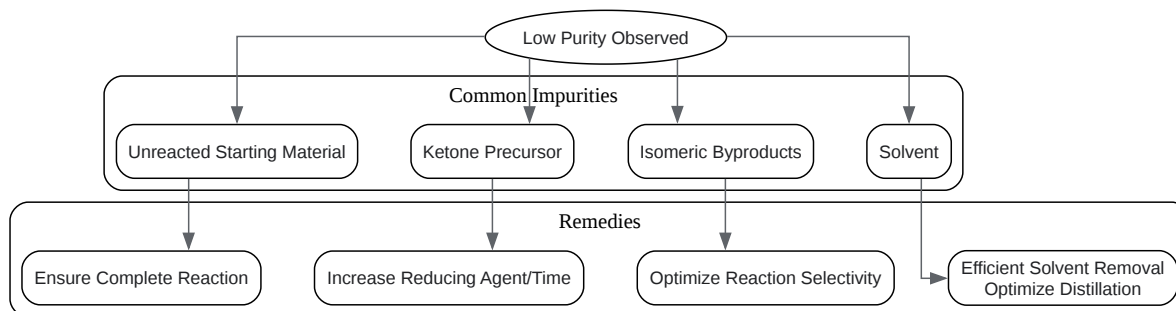 Low Purity Observed
Common Impurities
Unreacted Starting Material
Ketone Precursor
Isomeric Byproducts
Solvent
Remedies
Ensure Complete Reaction
Increase Reducing Agent/Time
Optimize Reaction Selectivity
Efficient Solvent Removal
Optimize Distillation